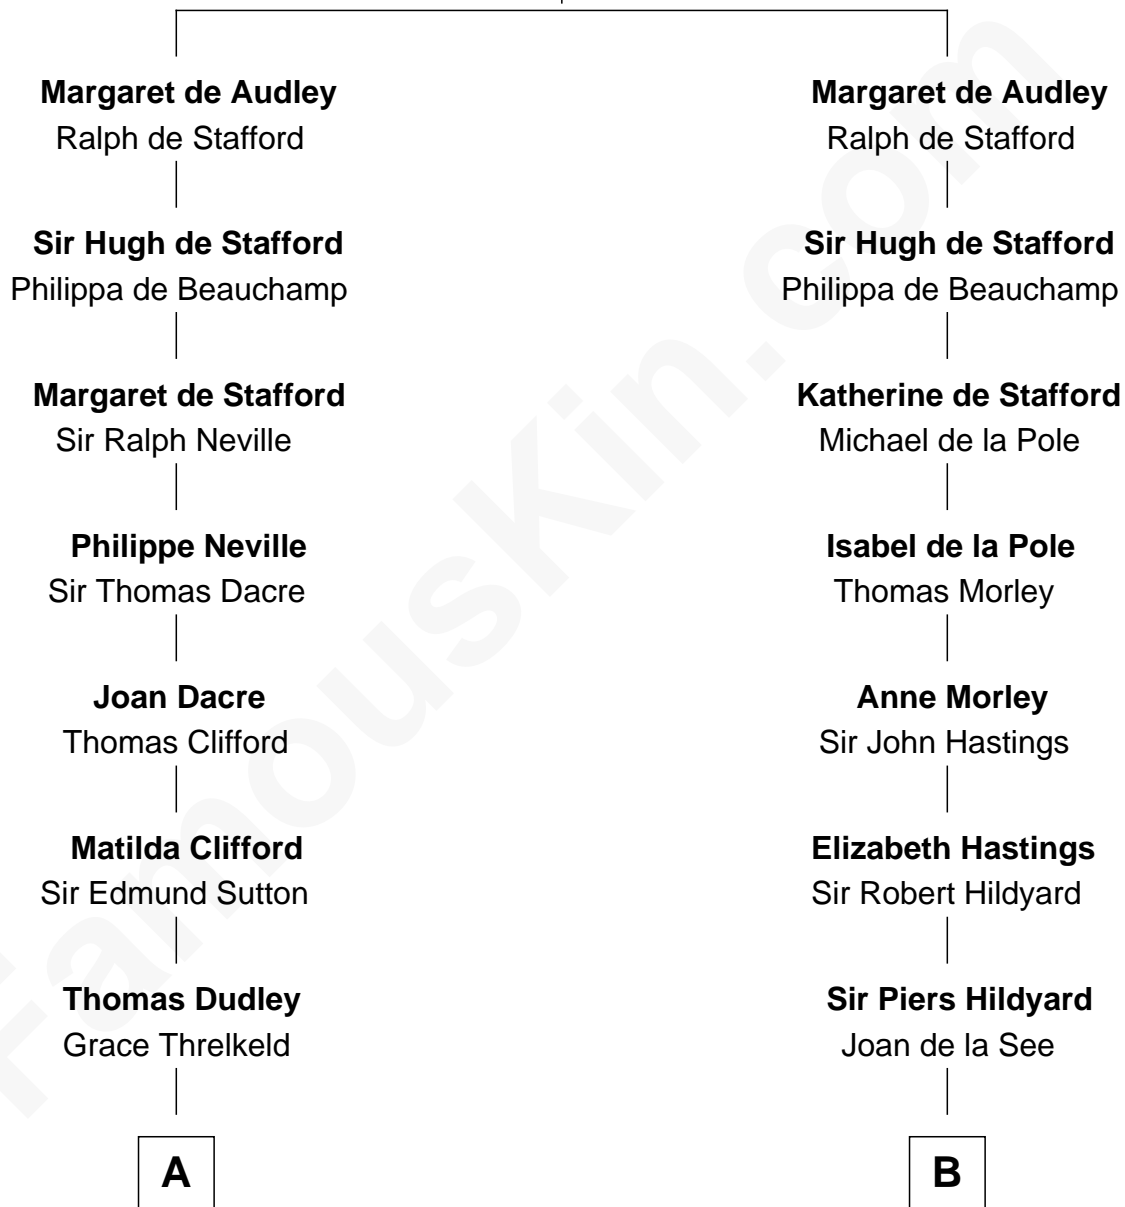 Margaret de Audley
Ralph de Stafford
Sir Hugh de Stafford
Philippa de Beauchamp
Margaret de Stafford
Sir Ralph Neville
Philippe Neville
Sir Thomas Dacre
Joan Dacre
Thomas Clifford
Matilda Clifford
Sir Edmund Sutton
Thomas Dudley
Grace Threlkeld
A
Margaret de Audley
Ralph de Stafford
Sir Hugh de Stafford
Philippa de Beauchamp
Katherine de Stafford
Michael de la Pole
Isabel de la Pole
Thomas Morley
Anne Morley
Sir John Hastings
Elizabeth Hastings
Sir Robert Hildyard
Sir Piers Hildyard
Joan de la See
B
FamousKin.com